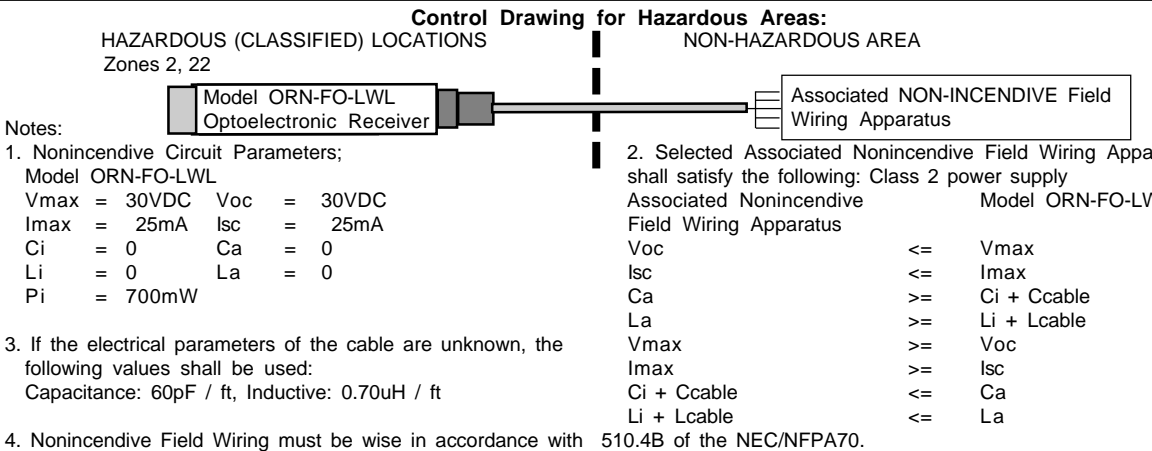 Control Drawing for Hazardous Areas:
HAZARDOUS (CLASSIFIED) LOCATIONS
Zones 2, 22
NON-HAZARDOUS AREA
Model ORN-FO-LWL
Optoelectronic Receiver
Associated NON-INCENDIVE Field
Wiring Apparatus
Notes:
1. Nonincendive Circuit Parameters;
Model ORN-FO-LWL
Vmax = 30VDC Voc = 30VDC
Imax = 25mA Isc = 25mA
Ci = 0 Ca = 0
Li = 0 La = 0
Pi = 700mW
3. If the electrical parameters of the cable are unknown, the
following values shall be used:
Capacitance: 60pF / ft, Inductive: 0.70uH / ft
2. Selected Associated Nonincendive Field Wiring Appa
shall satisfy the following: Class 2 power supply
Associated Nonincendive Model ORN-FO-LW
Field Wiring Apparatus
Voc <= Vmax
Isc <= Imax
Ca >= Ci + Ccable
La >= Li + Lcable
Vmax >= Voc
Imax >= Isc
Ci + Ccable <= Ca
Li + Lcable <= La
4. Nonincendive Field Wiring must be wise in accordance with 510.4B of the NEC/NFPA70.